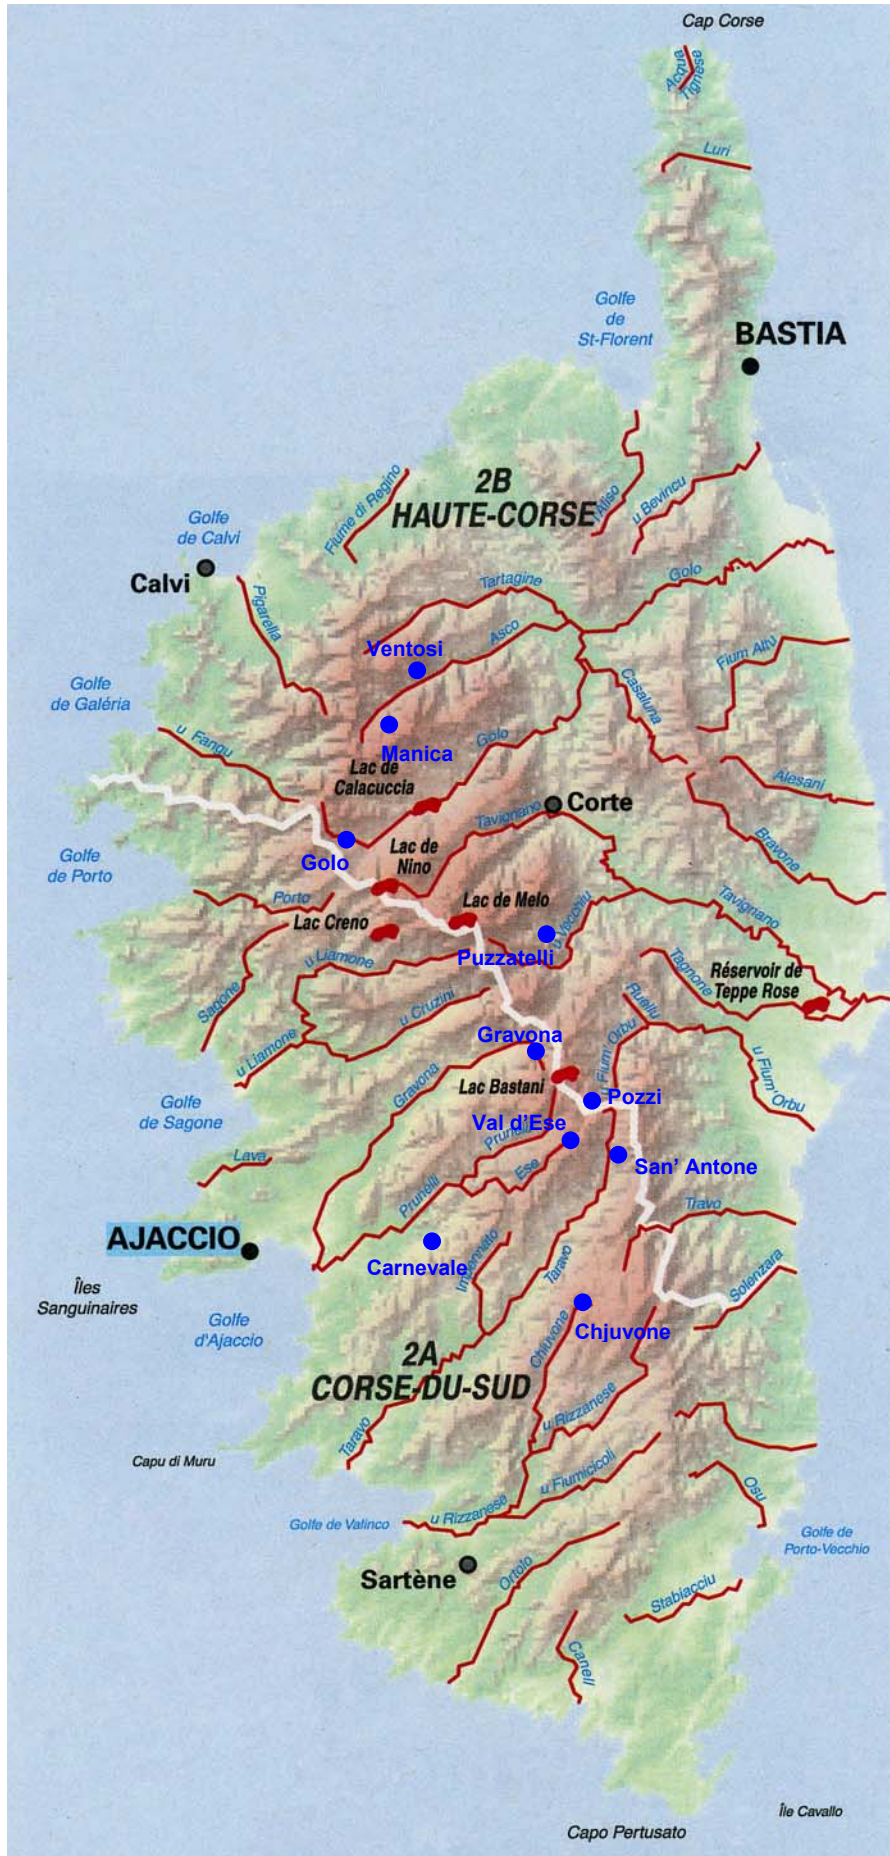 Cap Corse
Acqua
Tignese
Luri
Golfe
de
St-Florent
BASTIA
2B
HAUTE-CORSE
Fiume di Regino
Aliso
u Bevincu
Golfe
de Calvi
Calvi
Pigarella
Tartagine
Golo
Ventosi
Asco
Fium Altu
Casaluna
Golfe
de Galéria
u Fangu
Manica
Golo
Lac de
Calacuccia
Alesani
Tavignano
Corte
Bravone
Golo
Lac de
Nino
Golfe
de Porto
Porto
Lac Creno
Lac de Melo
u Vecchiu
Tavignano
Puzzatelli
u Liamone
Tagnone
Réservoir de
Teppe Rose
Sagone
u Cruzini
Ruellu
u Liamone
Gravona
Gravona
u Fium'Orbu
u Fium'Orbu
Lac Bastani
Pozzi
Golfe
de Sagone
Val d'Ese
Prunelli
Lava
Ese
San' Antone
Prunelli
Travo
AJACCIO
Carnevale
Impennato
Taravo
Solenzara
Îles
Sanguinaires
Golfe
d'Ajaccio
Chjuvone
Chiuvone
2A
CORSE-DU-SUD
u Rizzanese
Taravo
Capu di Muru
u Fiumicicoli
Osu
u Rizzanese
Golfe de Valinco
Golfe de
Porto-Vecchio
Sartène
Ortolo
Stabiacciu
Caneli
Île Cavallo
Capo Pertusato